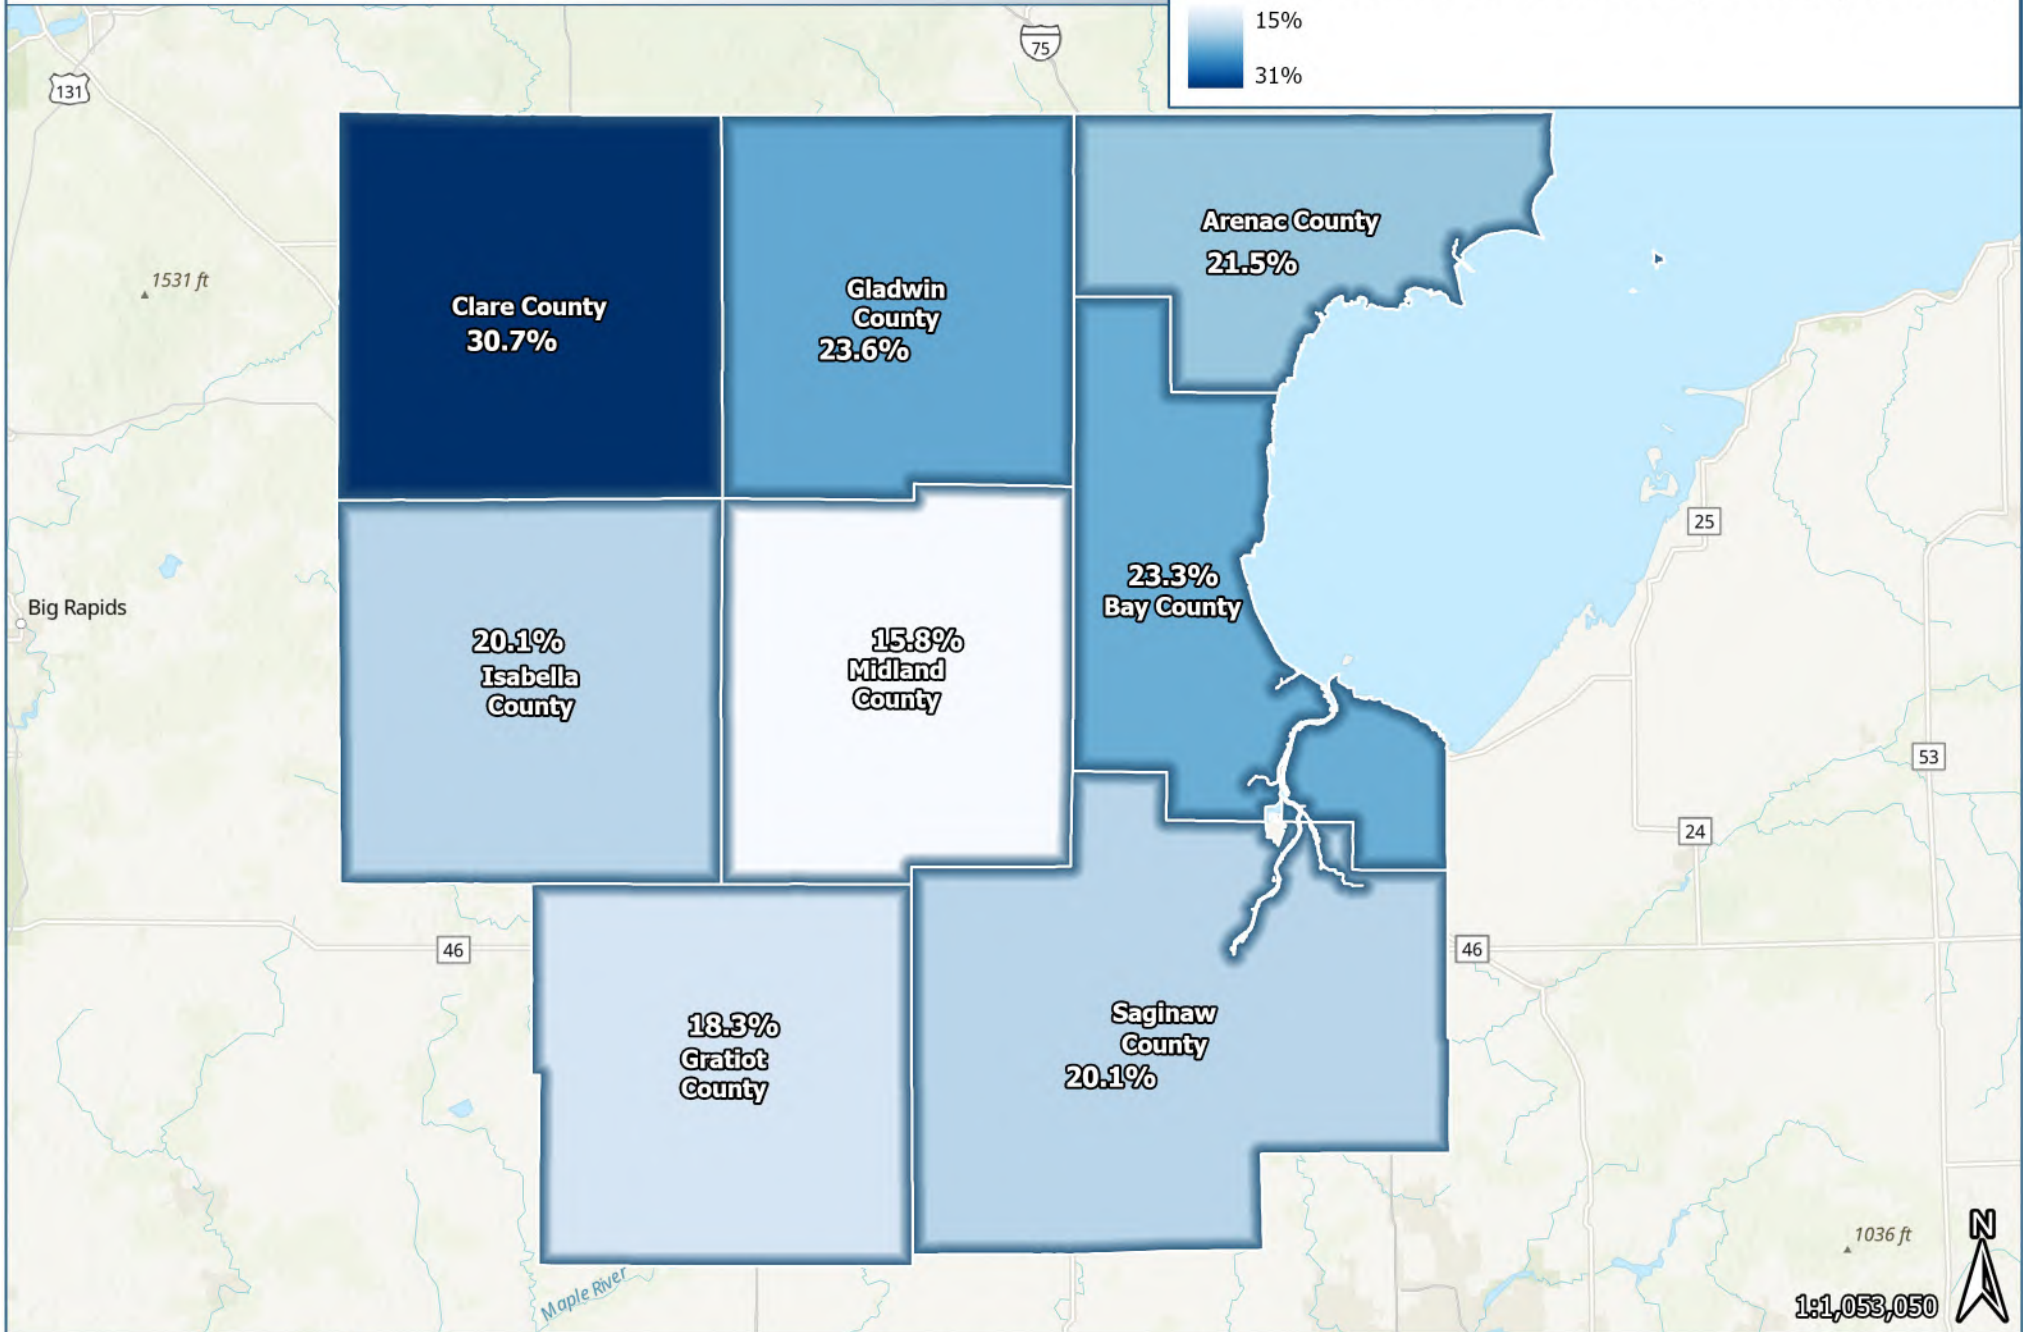 15%
31%
75
131
Arenac County
21.5%
1531 ft
Clare County
30.7%
Gladwin
County
23.6%
25
23.3%
Bay County
Big Rapids
20.1%
Isabella
County
15.8%
Midland
County
53
24
46
46
18.3%
Gratiot
County
Saginaw
County
20.1%
Maple River
1036 ft
N
1:1,053,050